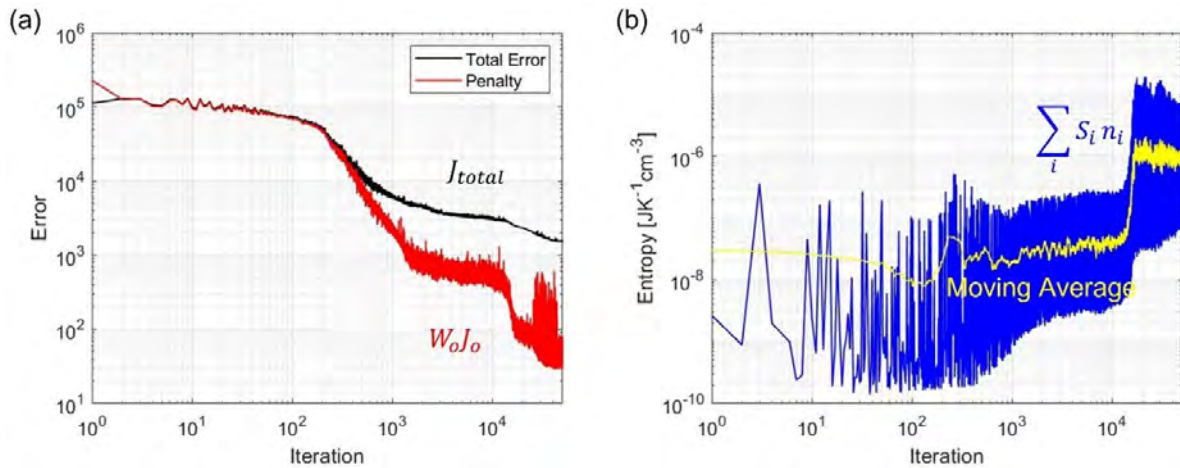 (a)
10^6
10^5
10^4
10^3
10^2
10^1
Error
Total Error
Penalty
J_total
W_oJ_o
10^0 10^1 10^2 10^3 10^4
Iteration
(b)
10^-4
10^-6
10^-8
10^-10
Entropy [JK^-1cm^-3]
∑_i S_i n_i
Moving Average
10^0 10^1 10^2 10^3 10^4
Iteration